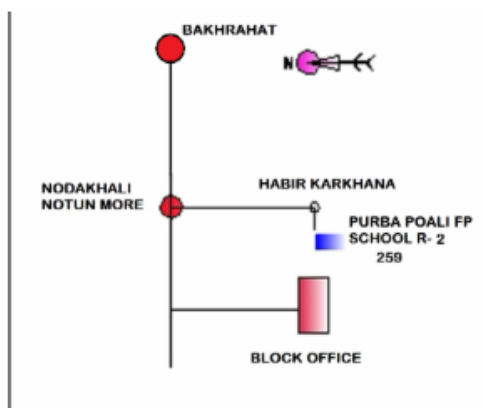 BAKHRAHAT
N
NODAKHALI
NOTUN MORE
HABIR KARKHANA
PURBA POALI FP
SCHOOL R- 2
259
BLOCK OFFICE